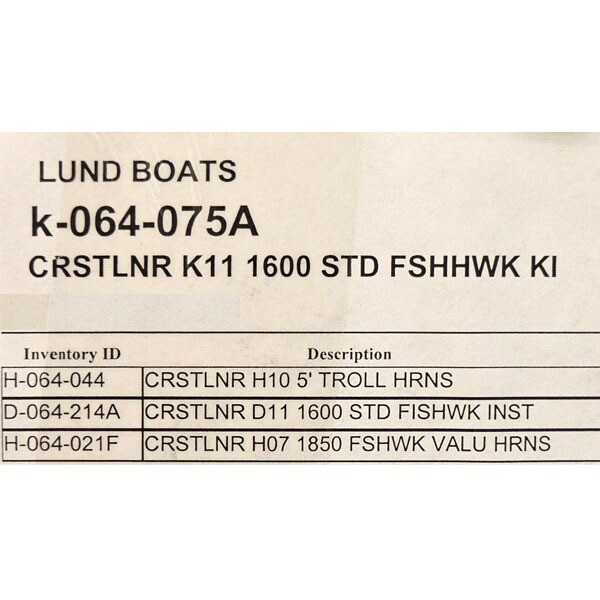 LUND BOATS
k-064-075A
CRSTLNR K11 1600 STD FSHHWK KI
Inventory ID Description
H-064-044 CRSTLNR H10 5' TROLL HRNS
D-064-214A CRSTLNR D11 1600 STD FISHWK INST
H-064-021F CRSTLNR H07 1850 FSHWK VALU HRNS